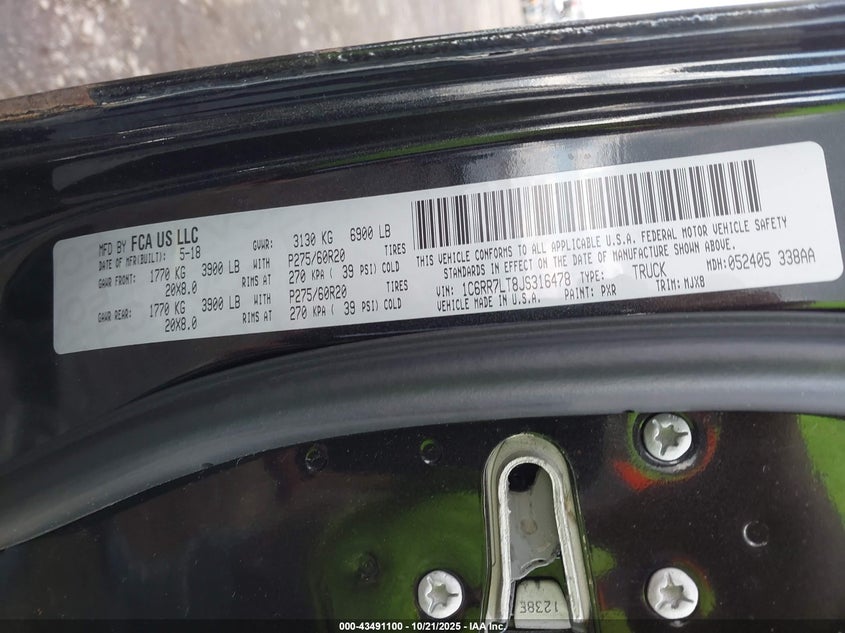 MFD BY FCA US LLC
DATE OF MFR(BUILT): 5-18 GVWR: 3130 KG 6900 LB
GAWR FRONT: 1770 KG 3900 LB WITH P275/60R20 TIRES
20X8.0 RIMS AT 270 KPA ( 39 PSI) COLD
GAWR REAR: 1770 KG 3900 LB WITH P275/60R20 TIRES
20X8.0 RIMS AT 270 KPA ( 39 PSI) COLD
THIS VEHICLE CONFORMS TO ALL APPLICABLE U.S.A. FEDERAL MOTOR VEHICLE SAFETY
STANDARDS IN EFFECT ON THE DATE OF MANUFACTURE SHOWN ABOVE.
VIN: 1C6RR7LT8JS316478 TYPE: TRUCK MDH: 052405 338AA
VEHICLE MADE IN U.S.A. PAINT: PXR TRIM: MJX8
1238E
000-43491100 - 10/21/2025 - IAA Inc.